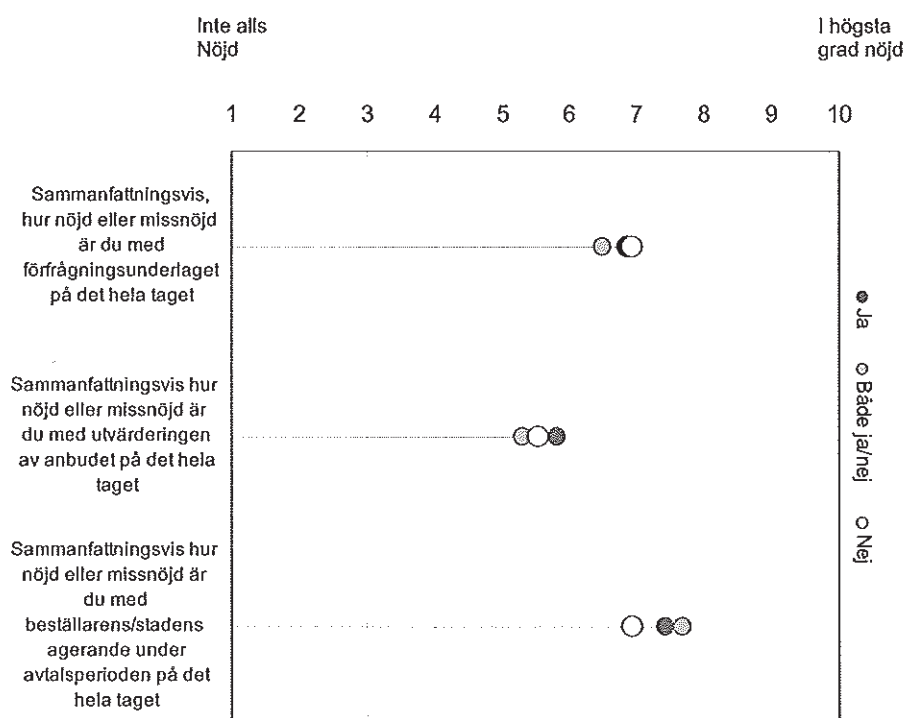 Inte alls
Nöjd
I högsta
grad nöjd
1 2 3 4 5 6 7 8 9 10
Sammanfattningsvis,
hur nöjd eller missnöjd
är du med
förfrågningsunderlaget
på det hela taget
Sammanfattningsvis hur
nöjd eller missnöjd är
du med utvärderingen
av anbudet på det hela
taget
Sammanfattningsvis hur
nöjd eller missnöjd är
du med
beställarens/stadens
agerande under
avtalsperioden på det
hela taget
Ja
Både ja/nej
Nej